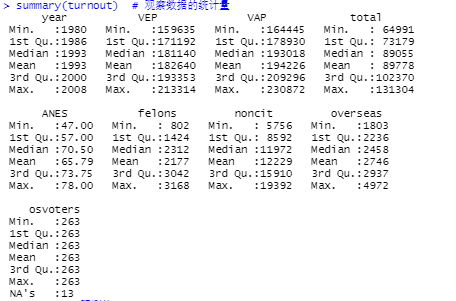 > summary(turnout)  # 观察数据的统计量
year VEP VAP total
Min. :1980 Min. :159635 Min. :164445 Min. : 64991
1st Qu.:1986 1st Qu.:171192 1st Qu.:178930 1st Qu.: 73179
Median :1993 Median :181140 Median :193018 Median : 89055
Mean :1993 Mean :182640 Mean :194226 Mean : 89778
3rd Qu.:2000 3rd Qu.:193353 3rd Qu.:209296 3rd Qu.:102370
Max. :2008 Max. :213314 Max. :230872 Max. :131304
ANES felons noncit overseas
Min. :47.00 Min. : 802 Min. : 5756 Min. :1803
1st Qu.:57.00 1st Qu.:1424 1st Qu.: 8592 1st Qu.:2236
Median :70.50 Median :2312 Median :11972 Median :2458
Mean :65.79 Mean :2177 Mean :12229 Mean :2746
3rd Qu.:73.75 3rd Qu.:3042 3rd Qu.:15910 3rd Qu.:2937
Max. :78.00 Max. :3168 Max. :19392 Max. :4972
osvoters
Min. :263
1st Qu.:263
Median :263
Mean :263
3rd Qu.:263
Max. :263
NA's :13